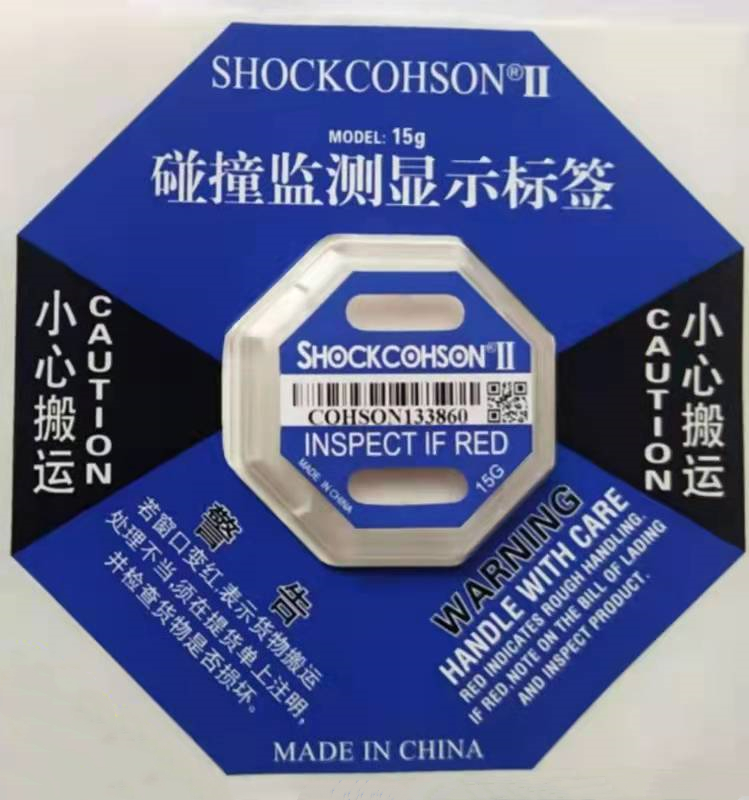 SHOCKCOHSON®II
MODEL: 15g
碰撞监测显示标签
小心搬运
CAUTION
SHOCKCOHSON®II
COHSON133860
INSPECT IF RED
MADE IN CHINA
15G
CAUTION
小心搬运
警告
若窗口变红,表示货物搬运
处理不当,须在提货单上注明,
并检查货物是否损坏。
WARNING
HANDLE WITH CARE
RED INDICATES ROUGH HANDLING.
IF RED, NOTE ON THE BILL OF LADING
AND INSPECT PRODUCT.
MADE IN CHINA